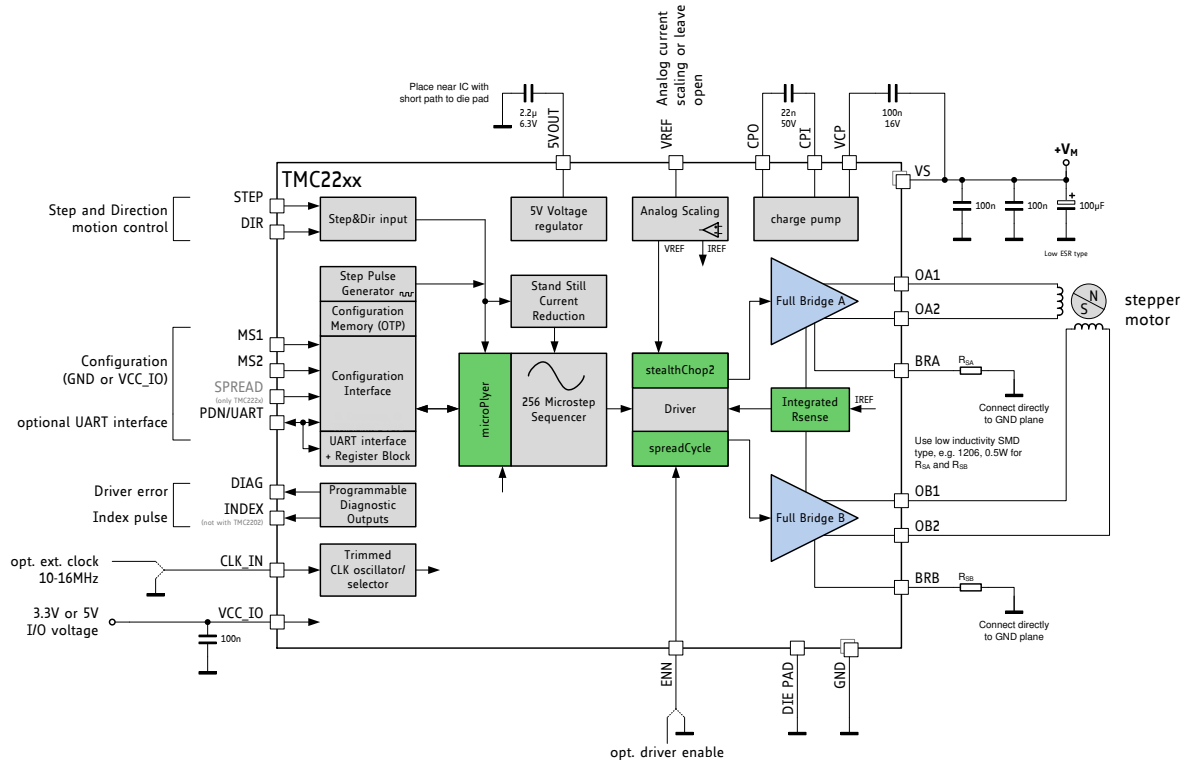 Place near IC with
short path to die pad
2.2µ
6.3V
5VOUT
Analog current
scaling or leave
open
VREF
CPO
22n
50V
CPI
VCP
100n
16V
+VM
VS
100n
100n
+
100µF
Low ESR type
TMC22xx
Step and Direction
motion control
STEP
DIR
Step&Dir input
5V Voltage
regulator
Analog Scaling
VREF
IREF
charge pump
Step Pulse
Generator
Configuration
Memory (OTP)
Stand Still
Current
Reduction
Full Bridge A
OA1
OA2
N
S
stepper
motor
Configuration
(GND or VCC_IO)
optional UART interface
MS1
MS2
SPREAD
(only TMC222x)
PDN/UART
Configuration
Interface
UART interface
+ Register Block
microPlyer
256 Microstep
Sequencer
stealthChop2
Driver
spreadCycle
Integrated
Rsense
IREF
BRA
RSA
Connect directly
to GND plane
Use low inductivity SMD
type, e.g. 1206, 0.5W for
RSA and RSB
Driver error
Index pulse
DIAG
INDEX
(not with TMC2202)
Programmable
Diagnostic
Outputs
Full Bridge B
OB1
OB2
opt. ext. clock
10-16MHz
CLK_IN
Trimmed
CLK oscillator/
selector
BRB
RSB
Connect directly
to GND plane
3.3V or 5V
I/O voltage
VCC_IO
100n
ENN
DIE PAD
GND
opt. driver enable